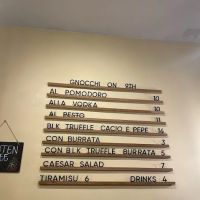 GNOCCHI ON 9TH
AL POMODORO 10
ALLA VODKA 10
AL PESTO 11
BLK TRUFFLE CACIO E PEPE 14
CON BURRATA 3
CON BLK TRUFFLE BURRATA 5
CAESAR SALAD 7
TIRAMISU 6 DRINKS 4